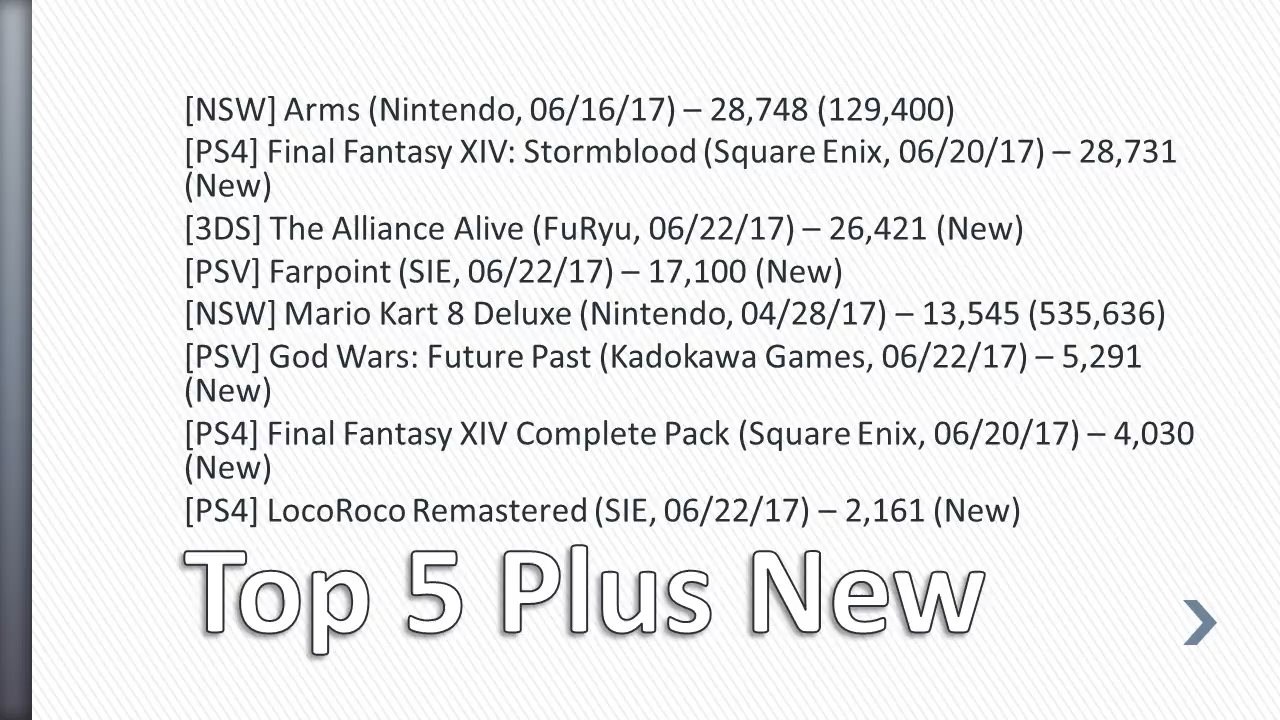 [NSW] Arms (Nintendo, 06/16/17) – 28,748 (129,400)
[PS4] Final Fantasy XIV: Stormblood (Square Enix, 06/20/17) – 28,731
(New)
[3DS] The Alliance Alive (FuRyu, 06/22/17) – 26,421 (New)
[PSV] Farpoint (SIE, 06/22/17) – 17,100 (New)
[NSW] Mario Kart 8 Deluxe (Nintendo, 04/28/17) – 13,545 (535,636)
[PSV] God Wars: Future Past (Kadokawa Games, 06/22/17) – 5,291
(New)
[PS4] Final Fantasy XIV Complete Pack (Square Enix, 06/20/17) – 4,030
(New)
[PS4] LocoRoco Remastered (SIE, 06/22/17) – 2,161 (New)
Top 5 Plus New